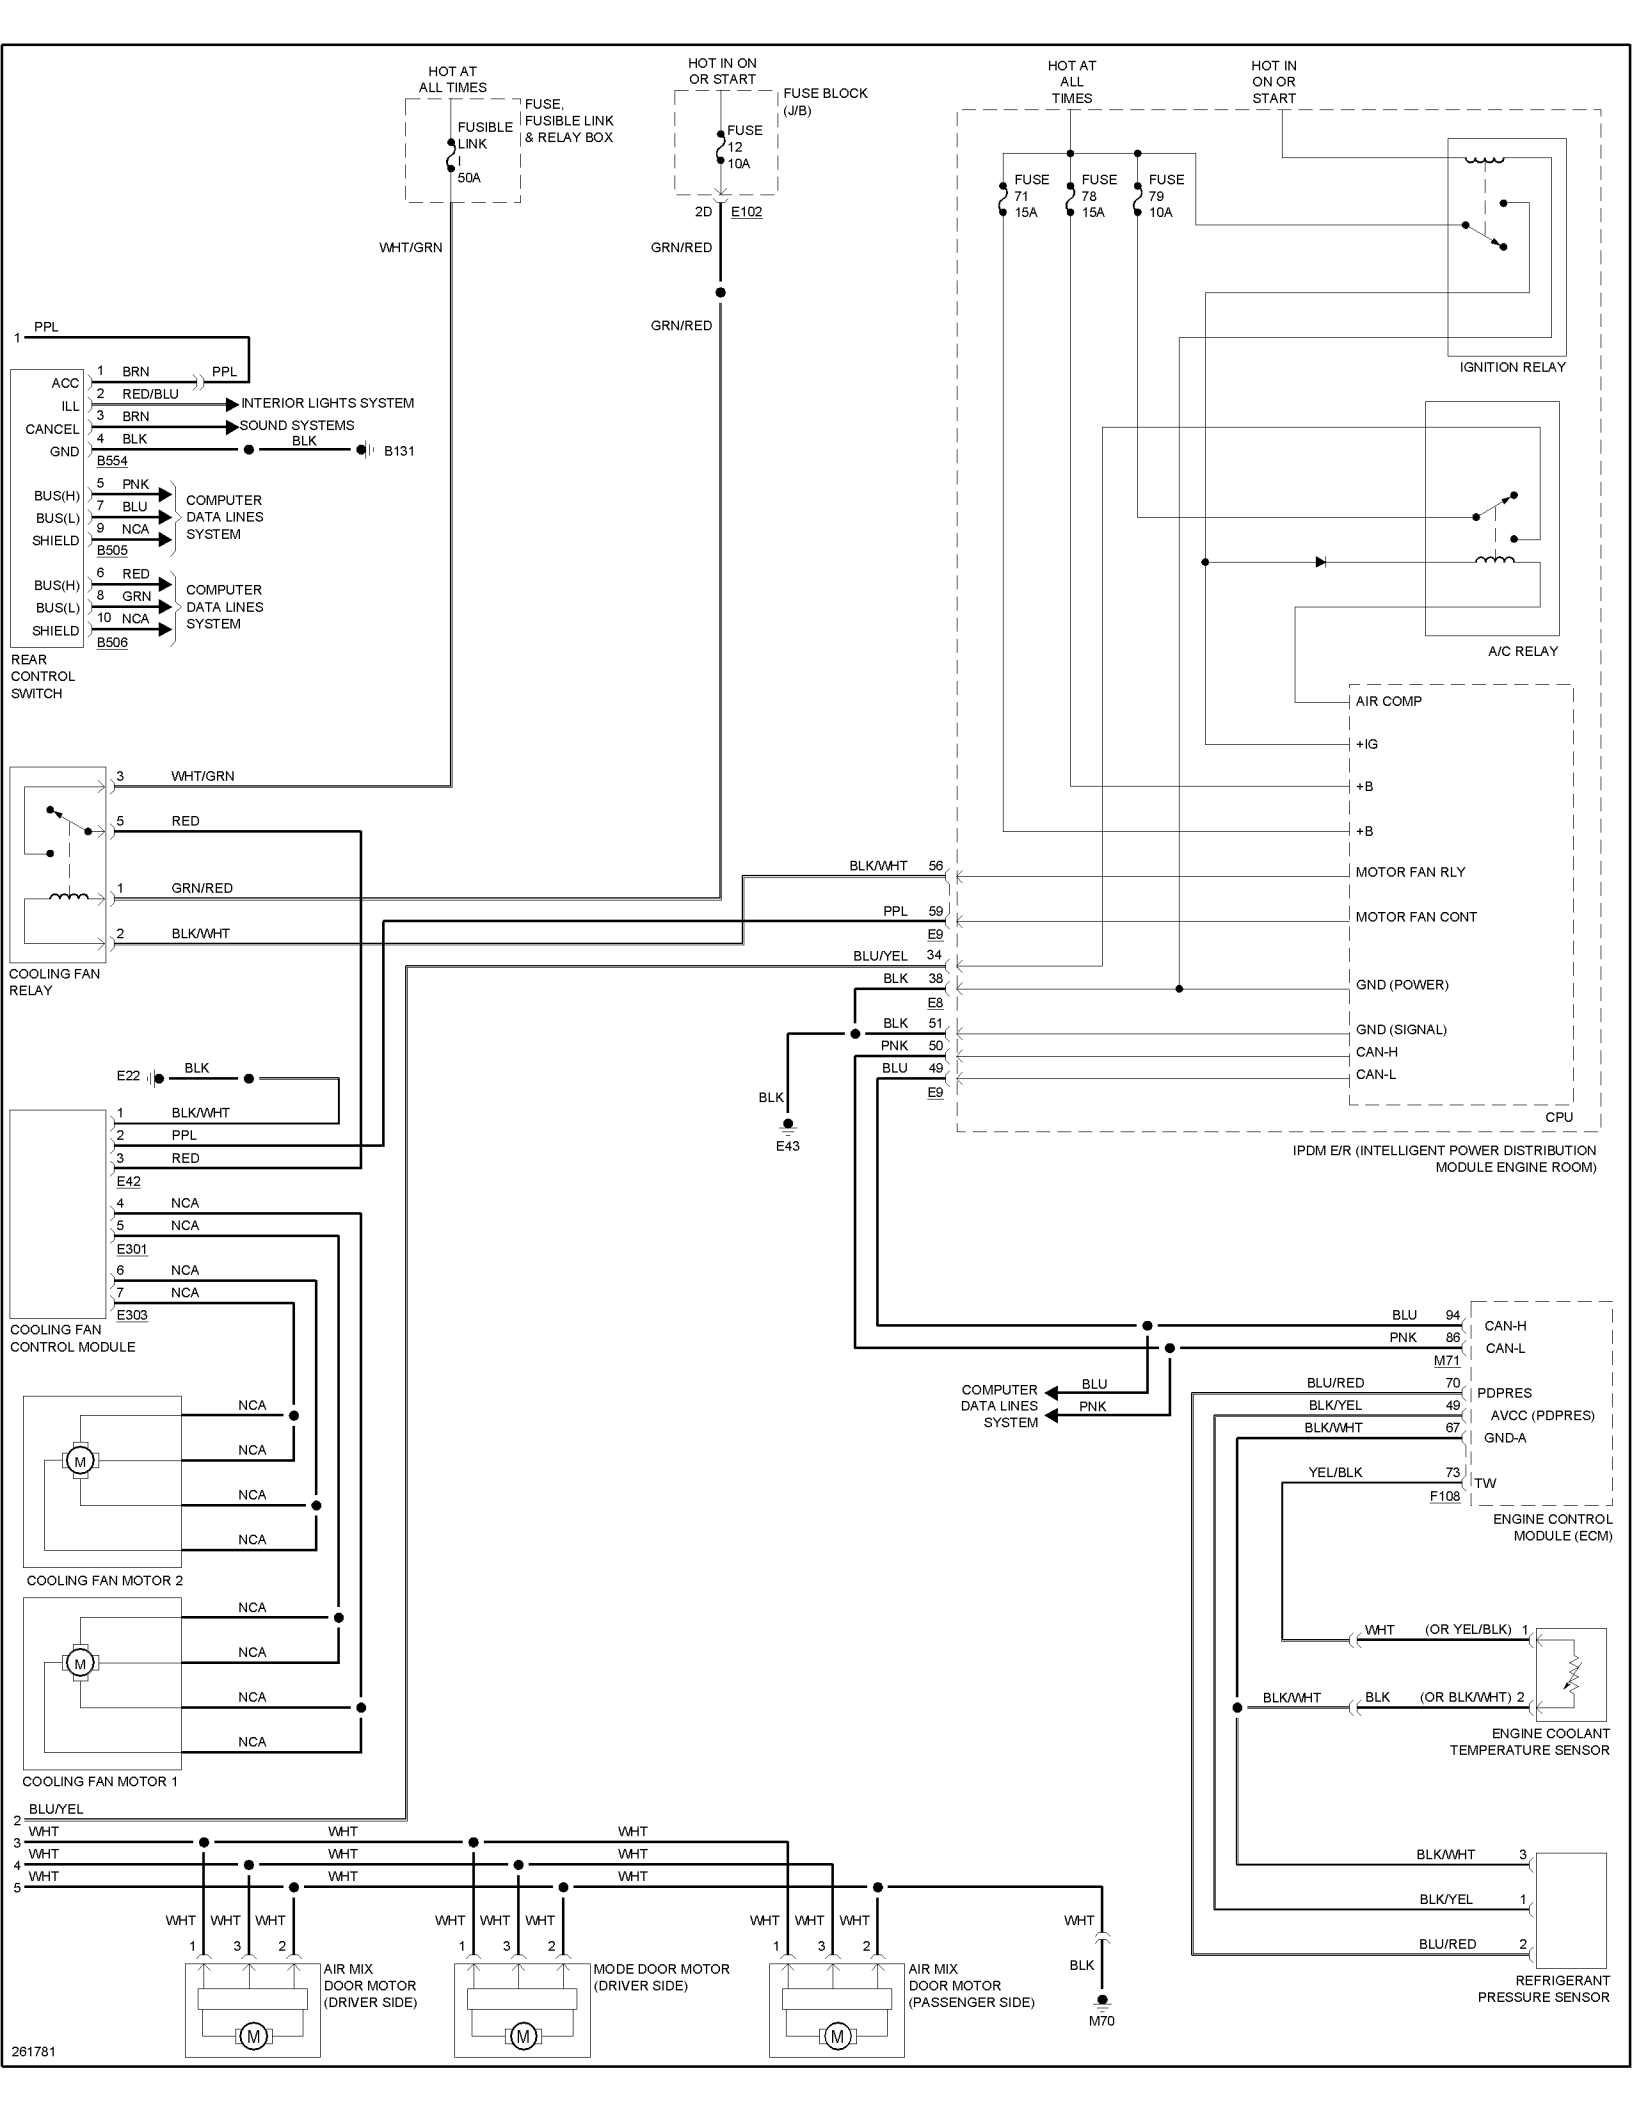 HOT AT
ALL TIMES
FUSE,
FUSIBLE LINK
& RELAY BOX
FUSIBLE
LINK
I
50A
WHT/GRN
HOT IN ON
OR START
FUSE BLOCK
(J/B)
FUSE
12
10A
2D E102
GRN/RED
GRN/RED
HOT AT
ALL
TIMES
HOT IN
ON OR
START
FUSE
71
15A
FUSE
78
15A
FUSE
79
10A
IGNITION RELAY
A/C RELAY
1 PPL
ACC 1 BRN PPL
ILL 2 RED/BLU INTERIOR LIGHTS SYSTEM
CANCEL 3 BRN SOUND SYSTEMS
GND 4 BLK BLK B131
B554
BUS(H) 5 PNK
BUS(L) 7 BLU
SHIELD 9 NCA
B505
COMPUTER
DATA LINES
SYSTEM
BUS(H) 6 RED
BUS(L) 8 GRN
SHIELD 10 NCA
B506
COMPUTER
DATA LINES
SYSTEM
REAR
CONTROL
SWITCH
3 WHT/GRN
5 RED
1 GRN/RED
2 BLK/WHT
COOLING FAN
RELAY
AIR COMP
+IG
+B
+B
BLK/WHT 56 MOTOR FAN RLY
PPL 59 MOTOR FAN CONT
E9
BLU/YEL 34
BLK 38 GND (POWER)
E8
BLK 51 GND (SIGNAL)
PNK 50 CAN-H
BLU 49 CAN-L
E9
BLK
E43
CPU
IPDM E/R (INTELLIGENT POWER DISTRIBUTION
MODULE ENGINE ROOM)
E22 BLK
1 BLK/WHT
2 PPL
3 RED
E42
4 NCA
5 NCA
E301
6 NCA
7 NCA
E303
COOLING FAN
CONTROL MODULE
NCA
NCA
NCA
NCA
M
COOLING FAN MOTOR 2
NCA
NCA
NCA
NCA
M
COOLING FAN MOTOR 1
BLU 94 CAN-H
PNK 86 CAN-L
M71
COMPUTER
DATA LINES
SYSTEM
BLU
PNK
BLU/RED 70 PDPRES
BLK/YEL 49 AVCC (PDPRES)
BLK/WHT 67 GND-A
YEL/BLK 73 TW
F108
ENGINE CONTROL
MODULE (ECM)
WHT (OR YEL/BLK) 1
BLK/WHT BLK (OR BLK/WHT) 2
ENGINE COOLANT
TEMPERATURE SENSOR
BLK/WHT 3
BLK/YEL 1
BLU/RED 2
REFRIGERANT
PRESSURE SENSOR
2 BLU/YEL
3 WHT WHT WHT
4 WHT WHT WHT
5 WHT WHT WHT
WHT WHT WHT
1 3 2
M
AIR MIX
DOOR MOTOR
(DRIVER SIDE)
WHT WHT WHT
1 3 2
M
MODE DOOR MOTOR
(DRIVER SIDE)
WHT WHT WHT
1 3 2
M
AIR MIX
DOOR MOTOR
(PASSENGER SIDE)
WHT
BLK
M70
261781